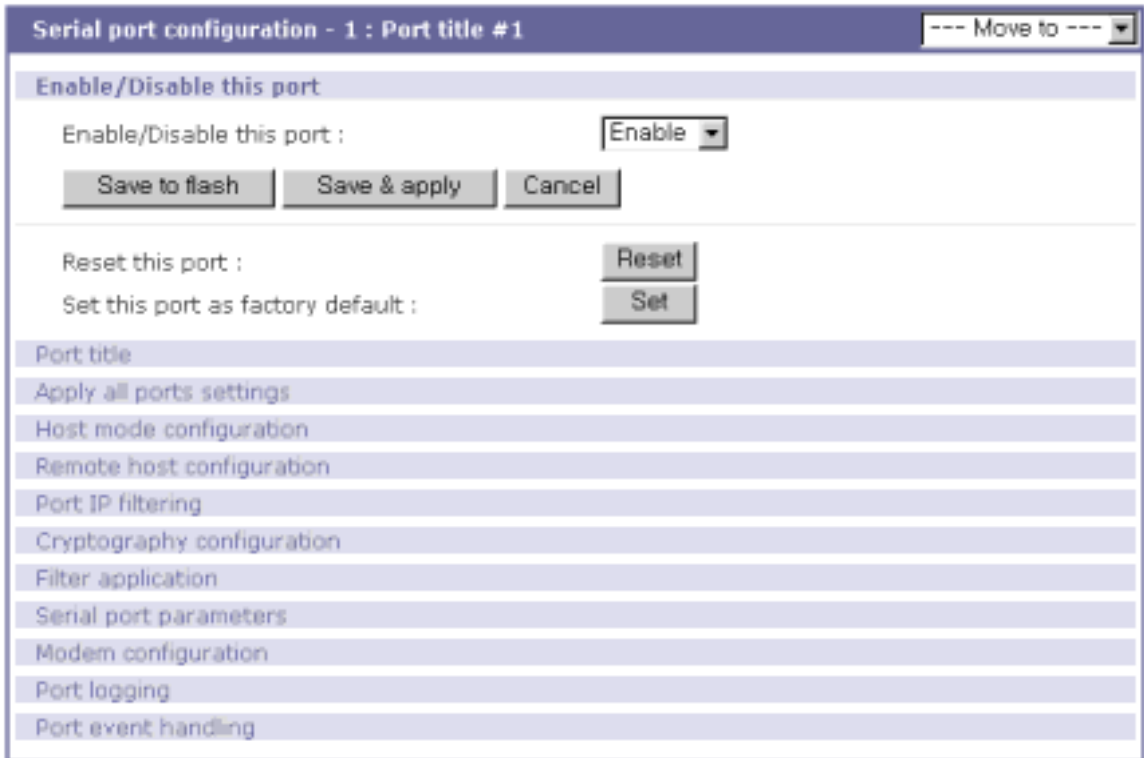 Serial port configuration - 1 : Port title #1 --- Move to ---
Enable/Disable this port
Enable/Disable this port : Enable
Save to flash Save & apply Cancel
Reset this port : Reset
Set this port as factory default : Set
Port title
Apply all ports settings
Host mode configuration
Remote host configuration
Port IP filtering
Cryptography configuration
Filter application
Serial port parameters
Modem configuration
Port logging
Port event handling